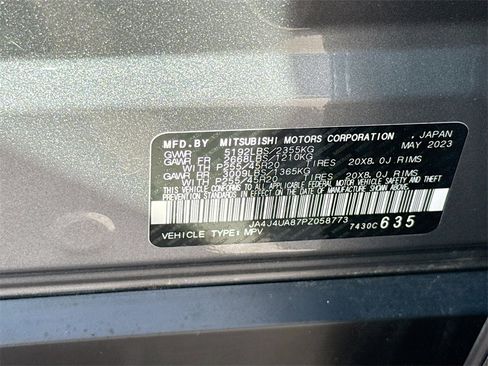 MFD.BY MITSUBISHI MOTORS CORPORATION, JAPAN
GVWR 5192LBS/2355KG MAY 2023
GAWR FR 2668LBS/1210KG
WITH P255/45R20 TIRES 20X8.0J RIMS
GAWR RR 3009LBS/1365KG
WITH P255/45R20 TIRES 20X8.0J RIMS
THIS VEHICLE CONFORMS TO ALL APPLICABLE FEDERAL MOTOR VEHICLE SAFETY AND
THEFT PREVENTION STANDARDS IN EFFECT ON THE DATE OF MANUFACTURE SHOWN ABOVE.
JA4J4UA87PZ058773
VEHICLE TYPE: MPV 7430C 635